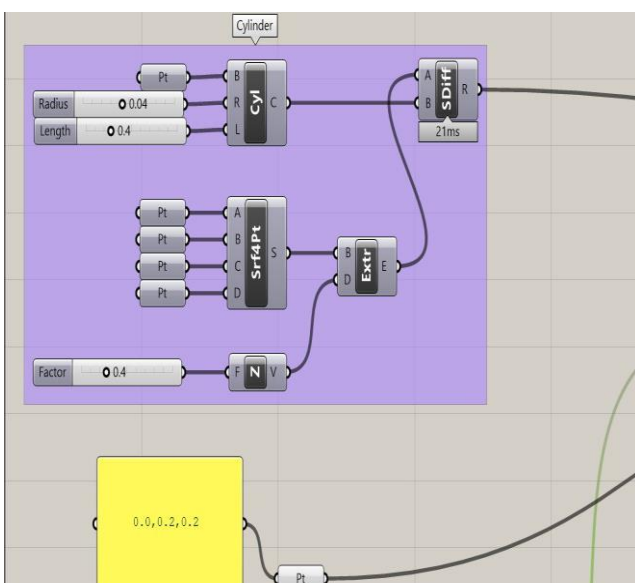 Cylinder
Pt
B
Radius
0.04
R
Cyl
C
Length
0.4
L
A
B
SDiff
R
21ms
Pt
A
Pt
B
Pt
C
Pt
D
Srf4Pt
S
B
D
Extr
E
Factor
0.4
F
Z
V
0.0,0.2,0.2
Pt